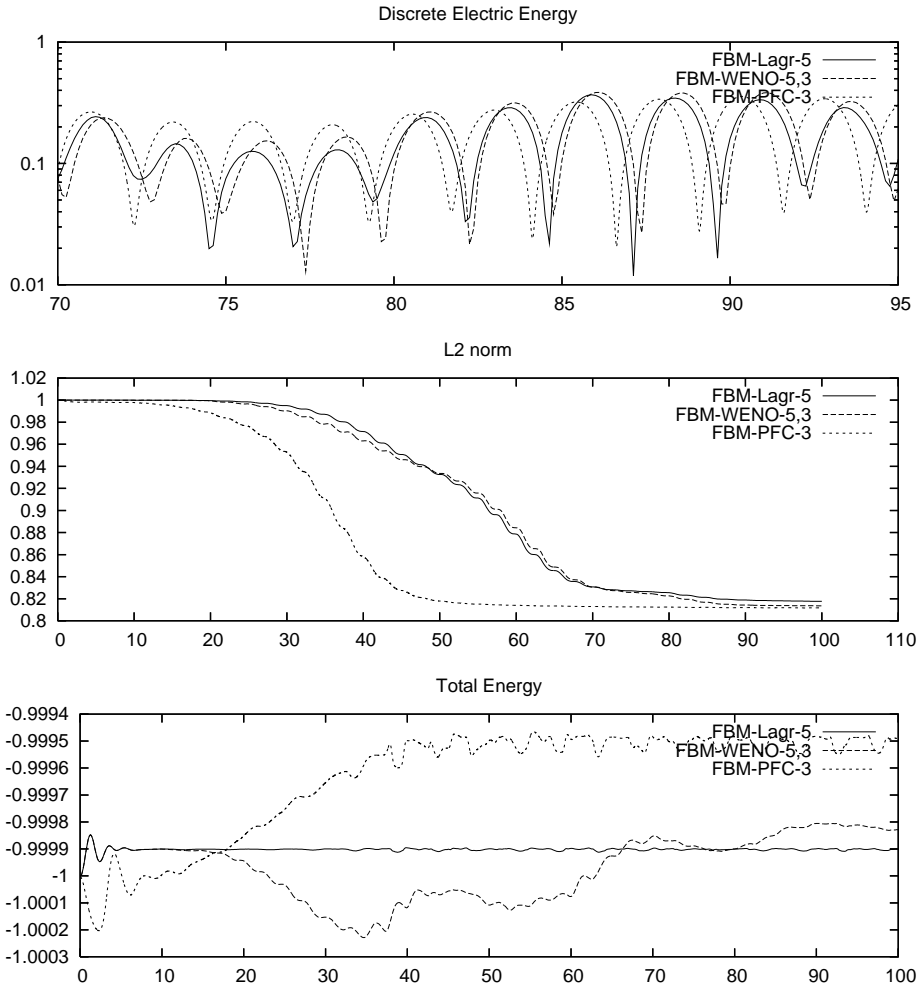 Discrete Electric Energy
1
FBM-Lagr-5
FBM-WENO-5,3
FBM-PFC-3
0.1
0.01
70 75 80 85 90 95
L2 norm
1.02
FBM-Lagr-5
1
FBM-WENO-5,3
0.98
FBM-PFC-3
0.96
0.94
0.92
0.9
0.88
0.86
0.84
0.82
0.8
0 10 20 30 40 50 60 70 80 90 100 110
Total Energy
-0.9994
FBM-Lagr-5
-0.9995
FBM-WENO-5,3
-0.9996
FBM-PFC-3
-0.9997
-0.9998
-0.9999
-1
-1.0001
-1.0002
-1.0003
0 10 20 30 40 50 60 70 80 90 100